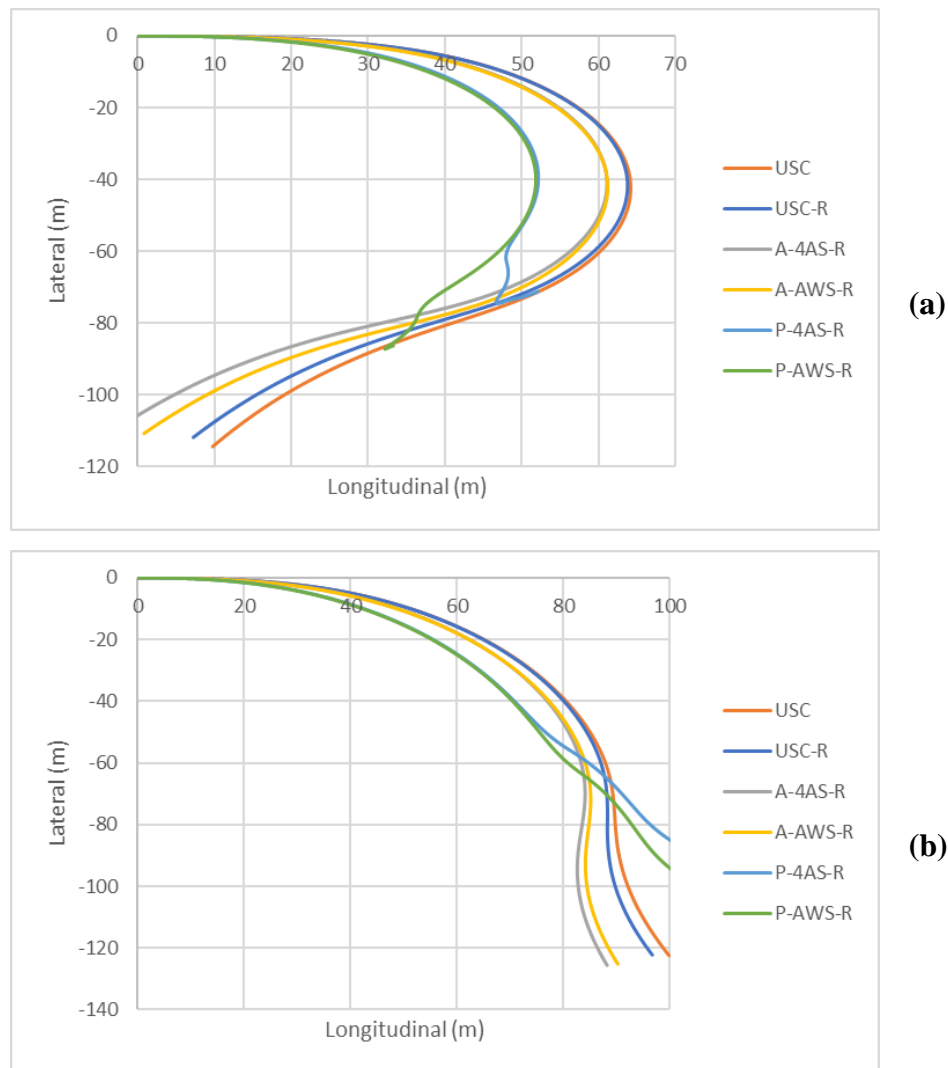 0
0 10 20 30 40 50 60 70
-20
-40
-60
-80
-100
-120
Lateral (m)
Longitudinal (m)
USC
USC-R
A-4AS-R
A-AWS-R
P-4AS-R
P-AWS-R
(a)
0
0 20 40 60 80 100
-20
-40
-60
-80
-100
-120
-140
Lateral (m)
Longitudinal (m)
USC
USC-R
A-4AS-R
A-AWS-R
P-4AS-R
P-AWS-R
(b)